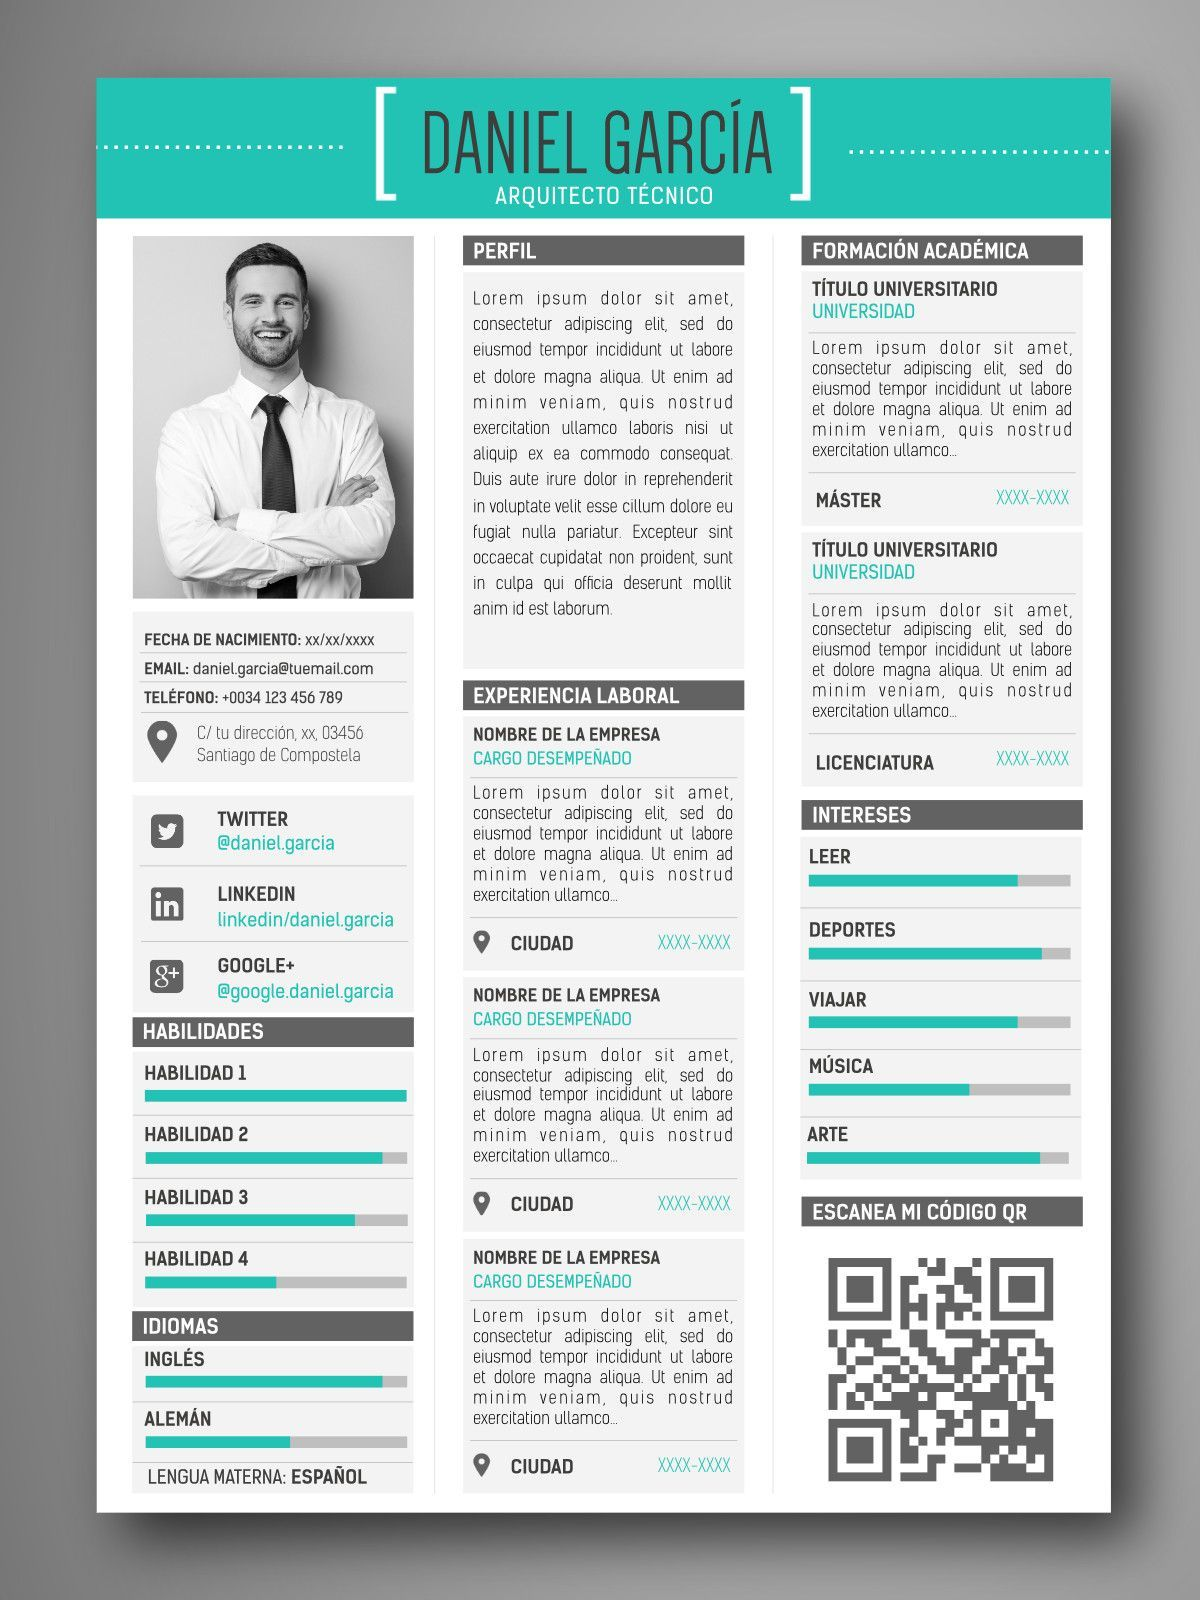 DANIEL GARCÍA
ARQUITECTO TÉCNICO
FECHA DE NACIMIENTO: xx/xx/xxxx
EMAIL: daniel.garcia@tuemail.com
TELÉFONO: +0034 123 456 789
C/ tu dirección, xx, 03456
Santiago de Compostela
TWITTER
@daniel.garcia
LINKEDIN
in
linkedin/daniel.garcia
GOOGLE+
g+
@google.daniel.garcia
HABILIDADES
HABILIDAD 1
HABILIDAD 2
HABILIDAD 3
HABILIDAD 4
IDIOMAS
INGLÉS
ALEMÁN
LENGUA MATERNA: ESPAÑOL
PERFIL
Lorem ipsum dolor sit amet,
consectetur adipiscing elit, sed do
eiusmod tempor incididunt ut labore
et dolore magna aliqua. Ut enim ad
minim veniam, quis nostrud
exercitation ullamco laboris nisi ut
aliquip ex ea commodo consequat.
Duis aute irure dolor in reprehenderit
in voluptate velit esse cillum dolore eu
fugiat nulla pariatur. Excepteur sint
occaecat cupidatat non proident, sunt
in culpa qui officia deserunt mollit
anim id est laborum.
EXPERIENCIA LABORAL
NOMBRE DE LA EMPRESA
CARGO DESEMPEÑADO
Lorem ipsum dolor sit amet,
consectetur adipiscing elit, sed do
eiusmod tempor incididunt ut labore
et dolore magna aliqua. Ut enim ad
minim veniam, quis nostrud
exercitation ullamco...
CIUDAD XXXX-XXXX
NOMBRE DE LA EMPRESA
CARGO DESEMPEÑADO
Lorem ipsum dolor sit amet,
consectetur adipiscing elit, sed do
eiusmod tempor incididunt ut labore
et dolore magna aliqua. Ut enim ad
minim veniam, quis nostrud
exercitation ullamco...
CIUDAD XXXX-XXXX
NOMBRE DE LA EMPRESA
CARGO DESEMPEÑADO
Lorem ipsum dolor sit amet,
consectetur adipiscing elit, sed do
eiusmod tempor incididunt ut labore
et dolore magna aliqua. Ut enim ad
minim veniam, quis nostrud
exercitation ullamco...
CIUDAD XXXX-XXXX
FORMACIÓN ACADÉMICA
TÍTULO UNIVERSITARIO
UNIVERSIDAD
Lorem ipsum dolor sit amet,
consectetur adipiscing elit, sed do
eiusmod tempor incididunt ut labore
et dolore magna aliqua. Ut enim ad
minim veniam, quis nostrud
exercitation ullamco...
MÁSTER XXXX-XXXX
TÍTULO UNIVERSITARIO
UNIVERSIDAD
Lorem ipsum dolor sit amet,
consectetur adipiscing elit, sed do
eiusmod tempor incididunt ut labore
et dolore magna aliqua. Ut enim ad
minim veniam, quis nostrud
exercitation ullamco...
LICENCIATURA XXXX-XXXX
INTERESES
LEER
DEPORTES
VIAJAR
MÚSICA
ARTE
ESCANEA MI CÓDIGO QR